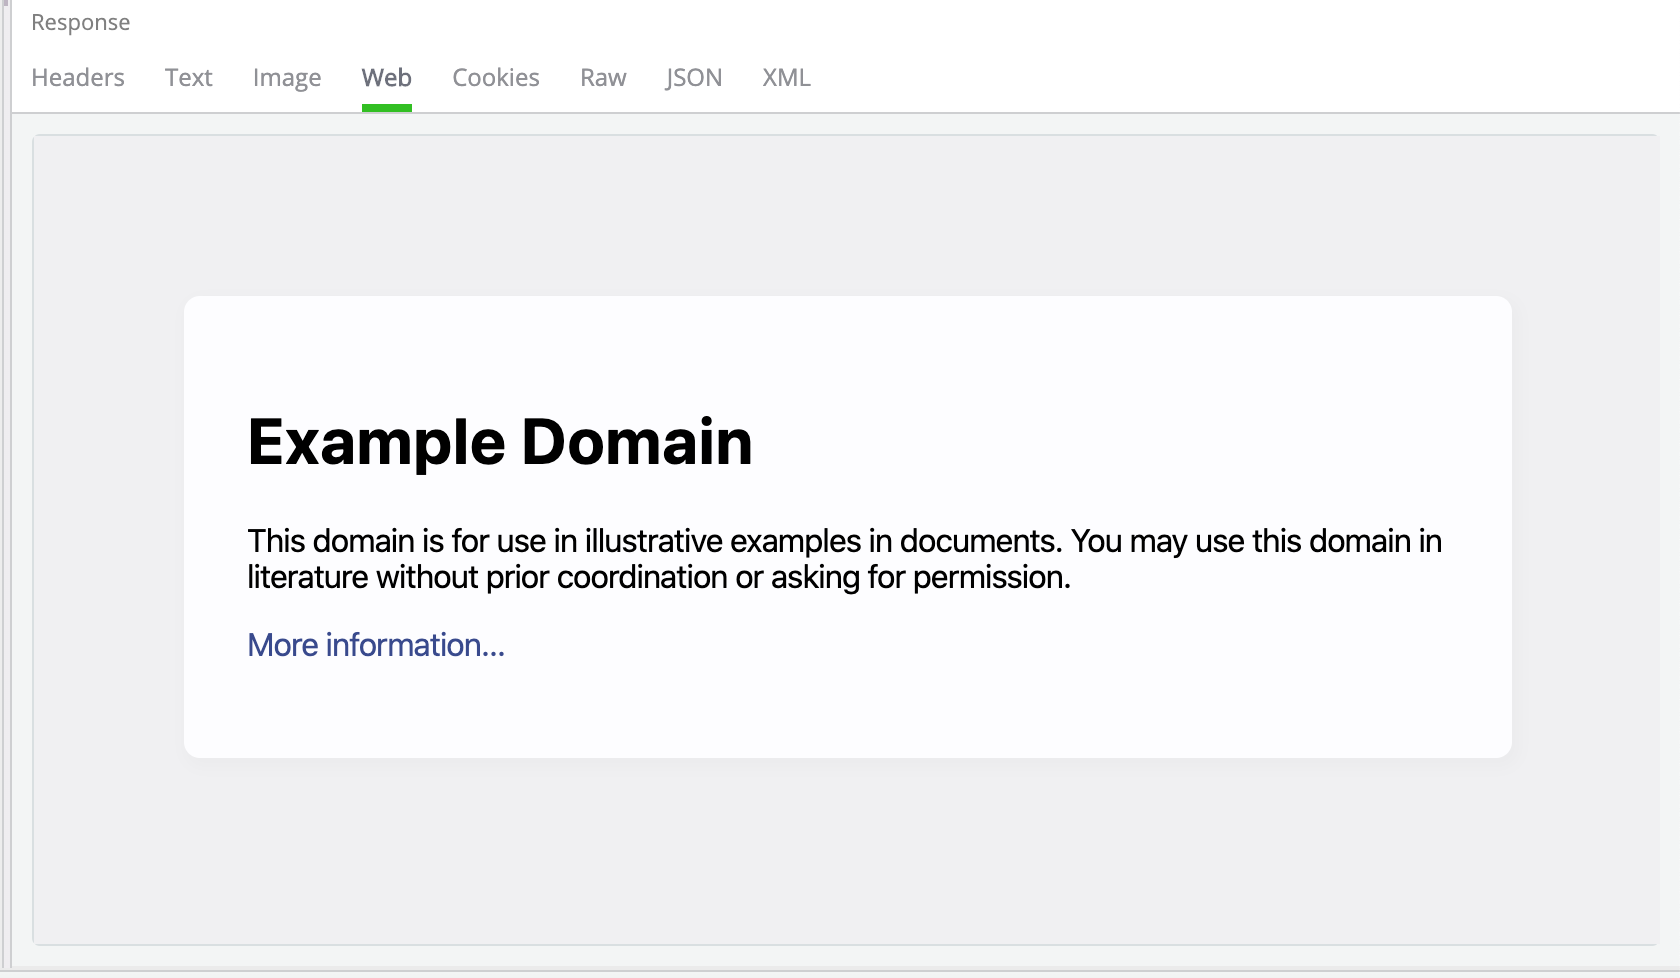 Response
Headers Text Image Web Cookies Raw JSON XML
Example Domain
This domain is for use in illustrative examples in documents. You may use this domain in
literature without prior coordination or asking for permission.
More information...